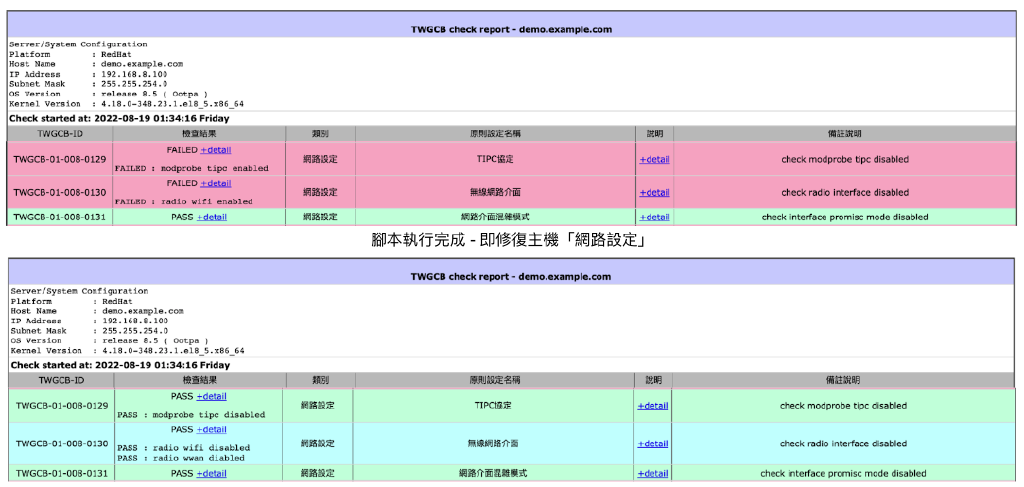 TWGCB check report - demo.example.com
Server/System Configuration
Platform : RedHat
Host Name : demo.example.com
IP Address : 192.168.8.100
Subnet Mask : 255.255.254.0
OS Version : release 8.5 ( Ootpa )
Kernel Version : 4.18.0-348.23.1.el8_5.x86_64
Check started at: 2022-08-19 01:34:16 Friday
TWGCB-ID 檢查結果 類別 原則設定名稱 說明 備註說明
TWGCB-01-008-0129 FAILED +detail 網路設定 TIPC協定 +detail check modprobe tipc disabled
FAILED : modprobe tipc enabled
TWGCB-01-008-0130 FAILED +detail 網路設定 無線網路介面 +detail check radio interface disabled
FAILED : radio wifi enabled
TWGCB-01-008-0131 PASS +detail 網路設定 網路介面混雜模式 +detail check interface promisc mode disabled
腳本執行完成 - 即修復主機「網路設定」
TWGCB check report - demo.example.com
Server/System Configuration
Platform : RedHat
Host Name : demo.example.com
IP Address : 192.168.8.100
Subnet Mask : 255.255.254.0
OS Version : release 8.5 ( Ootpa )
Kernel Version : 4.18.0-348.23.1.el8_5.x86_64
Check started at: 2022-08-19 01:34:16 Friday
TWGCB-ID 檢查結果 類別 原則設定名稱 說明 備註說明
TWGCB-01-008-0129 PASS +detail 網路設定 TIPC協定 +detail check modprobe tipc disabled
PASS : modprobe tipc disabled
TWGCB-01-008-0130 PASS +detail 網路設定 無線網路介面 +detail check radio interface disabled
PASS : radio wifi disabled
PASS : radio wwan diabled
TWGCB-01-008-0131 PASS +detail 網路設定 網路介面混雜模式 +detail check interface promisc mode disabled